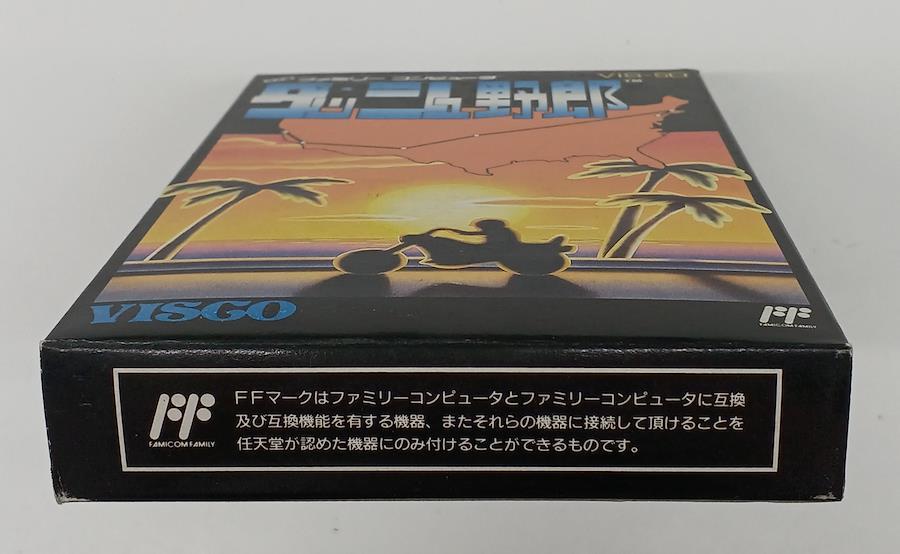 ファミリーコンピュータ
VIS-6D
ダッシュ野郎
TM
VISCO
FF
FAMICOM FAMILY
FF
FAMICOM FAMILY
FFマークはファミリーコンピュータとファミリーコンピュータに互換
及び互換機能を有する機器、またそれらの機器に接続して頂けることを
任天堂が認めた機器にのみ付けることができるものです。